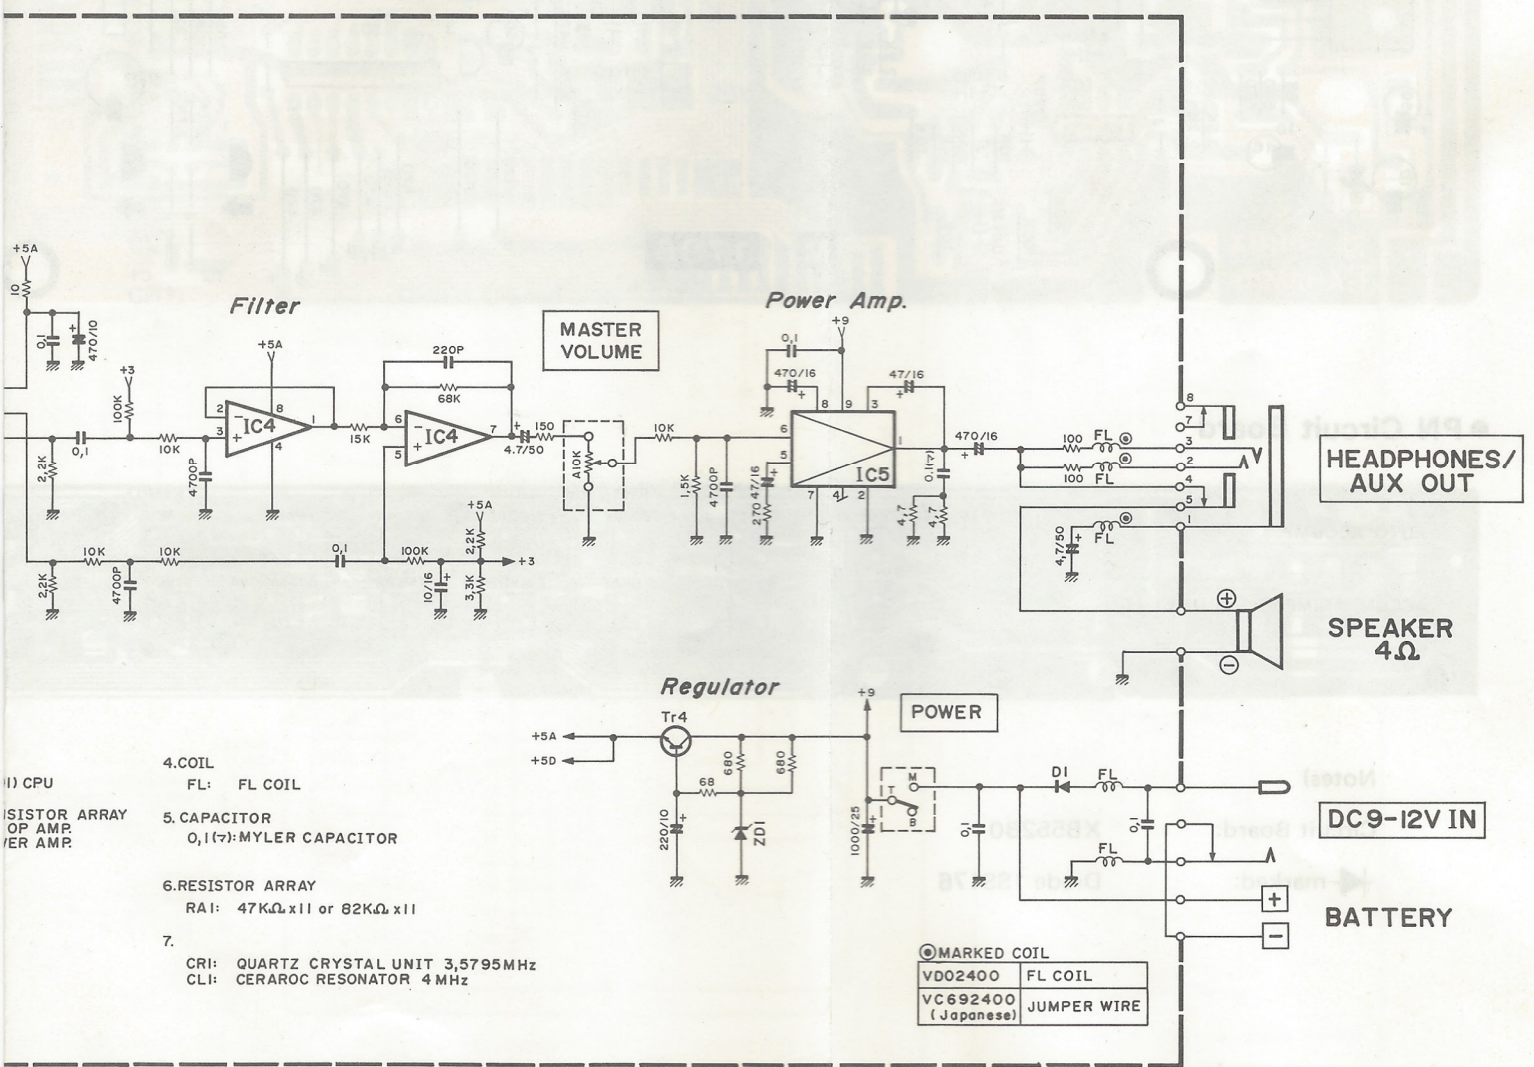 +5A
10
0,1
470/10
+
Filter
+5A
+3
100K
2
3
8
4
1
IC4
0,1
10K
2,2K
4700P
15K
220P
68K
6
5
7
IC4
+
4.7/50
150
MASTER
VOLUME
A10K
10K
1,5K
4700P
2,2K
10K
4700P
10K
0,1
100K
10/16
+
+5A
2,2K
3,3K
+3
Power Amp.
+9
0,1
470/16
+
47/16
+
8
9
3
6
5
1
7
4
2
IC5
47/16
+
270
0.1(マ)
4,7
4,7
470/16
+
100
FL
100
FL
FL
4,7/50
+
8
7
3
2
4
5
1
HEADPHONES/
AUX OUT
+
−
SPEAKER
4Ω
Regulator
Tr4
+5A
+5D
680
680
68
220/10
+
ZD1
+9
POWER
1000/25
+
M
T
B
0,1
D1
FL
FL
0,1
DC9-12V IN
+
−
BATTERY
1) CPU
ISISTOR ARRAY
OP AMP.
/ER AMP.
4.COIL
FL: FL COIL
5. CAPACITOR
0,1(マ):MYLER CAPACITOR
6.RESISTOR ARRAY
RA1: 47KΩx11 or 82KΩx11
7.
CR1: QUARTZ CRYSTAL UNIT 3,5795MHz
CL1: CERAROC RESONATOR 4MHz
◉MARKED COIL
VD02400 FL COIL
VC692400 JUMPER WIRE
(Japanese)